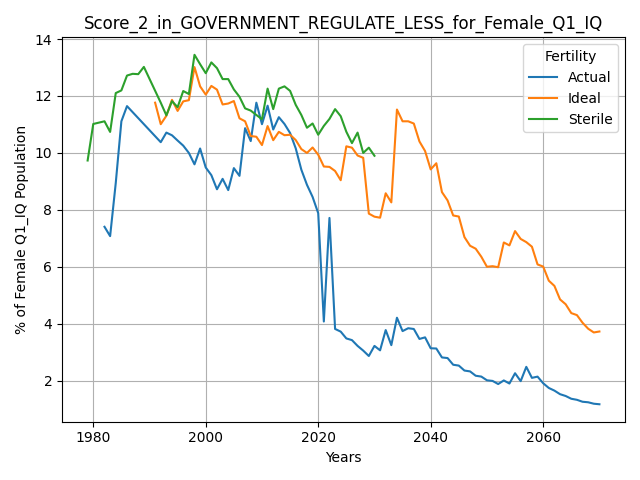 Score_2_in_GOVERNMENT_REGULATE_LESS_for_Female_Q1_IQ
% of Female Q1_IQ Population
14
12
10
8
6
4
2
Fertility
Actual
Ideal
Sterile
1980
2000
2020
2040
2060
Years